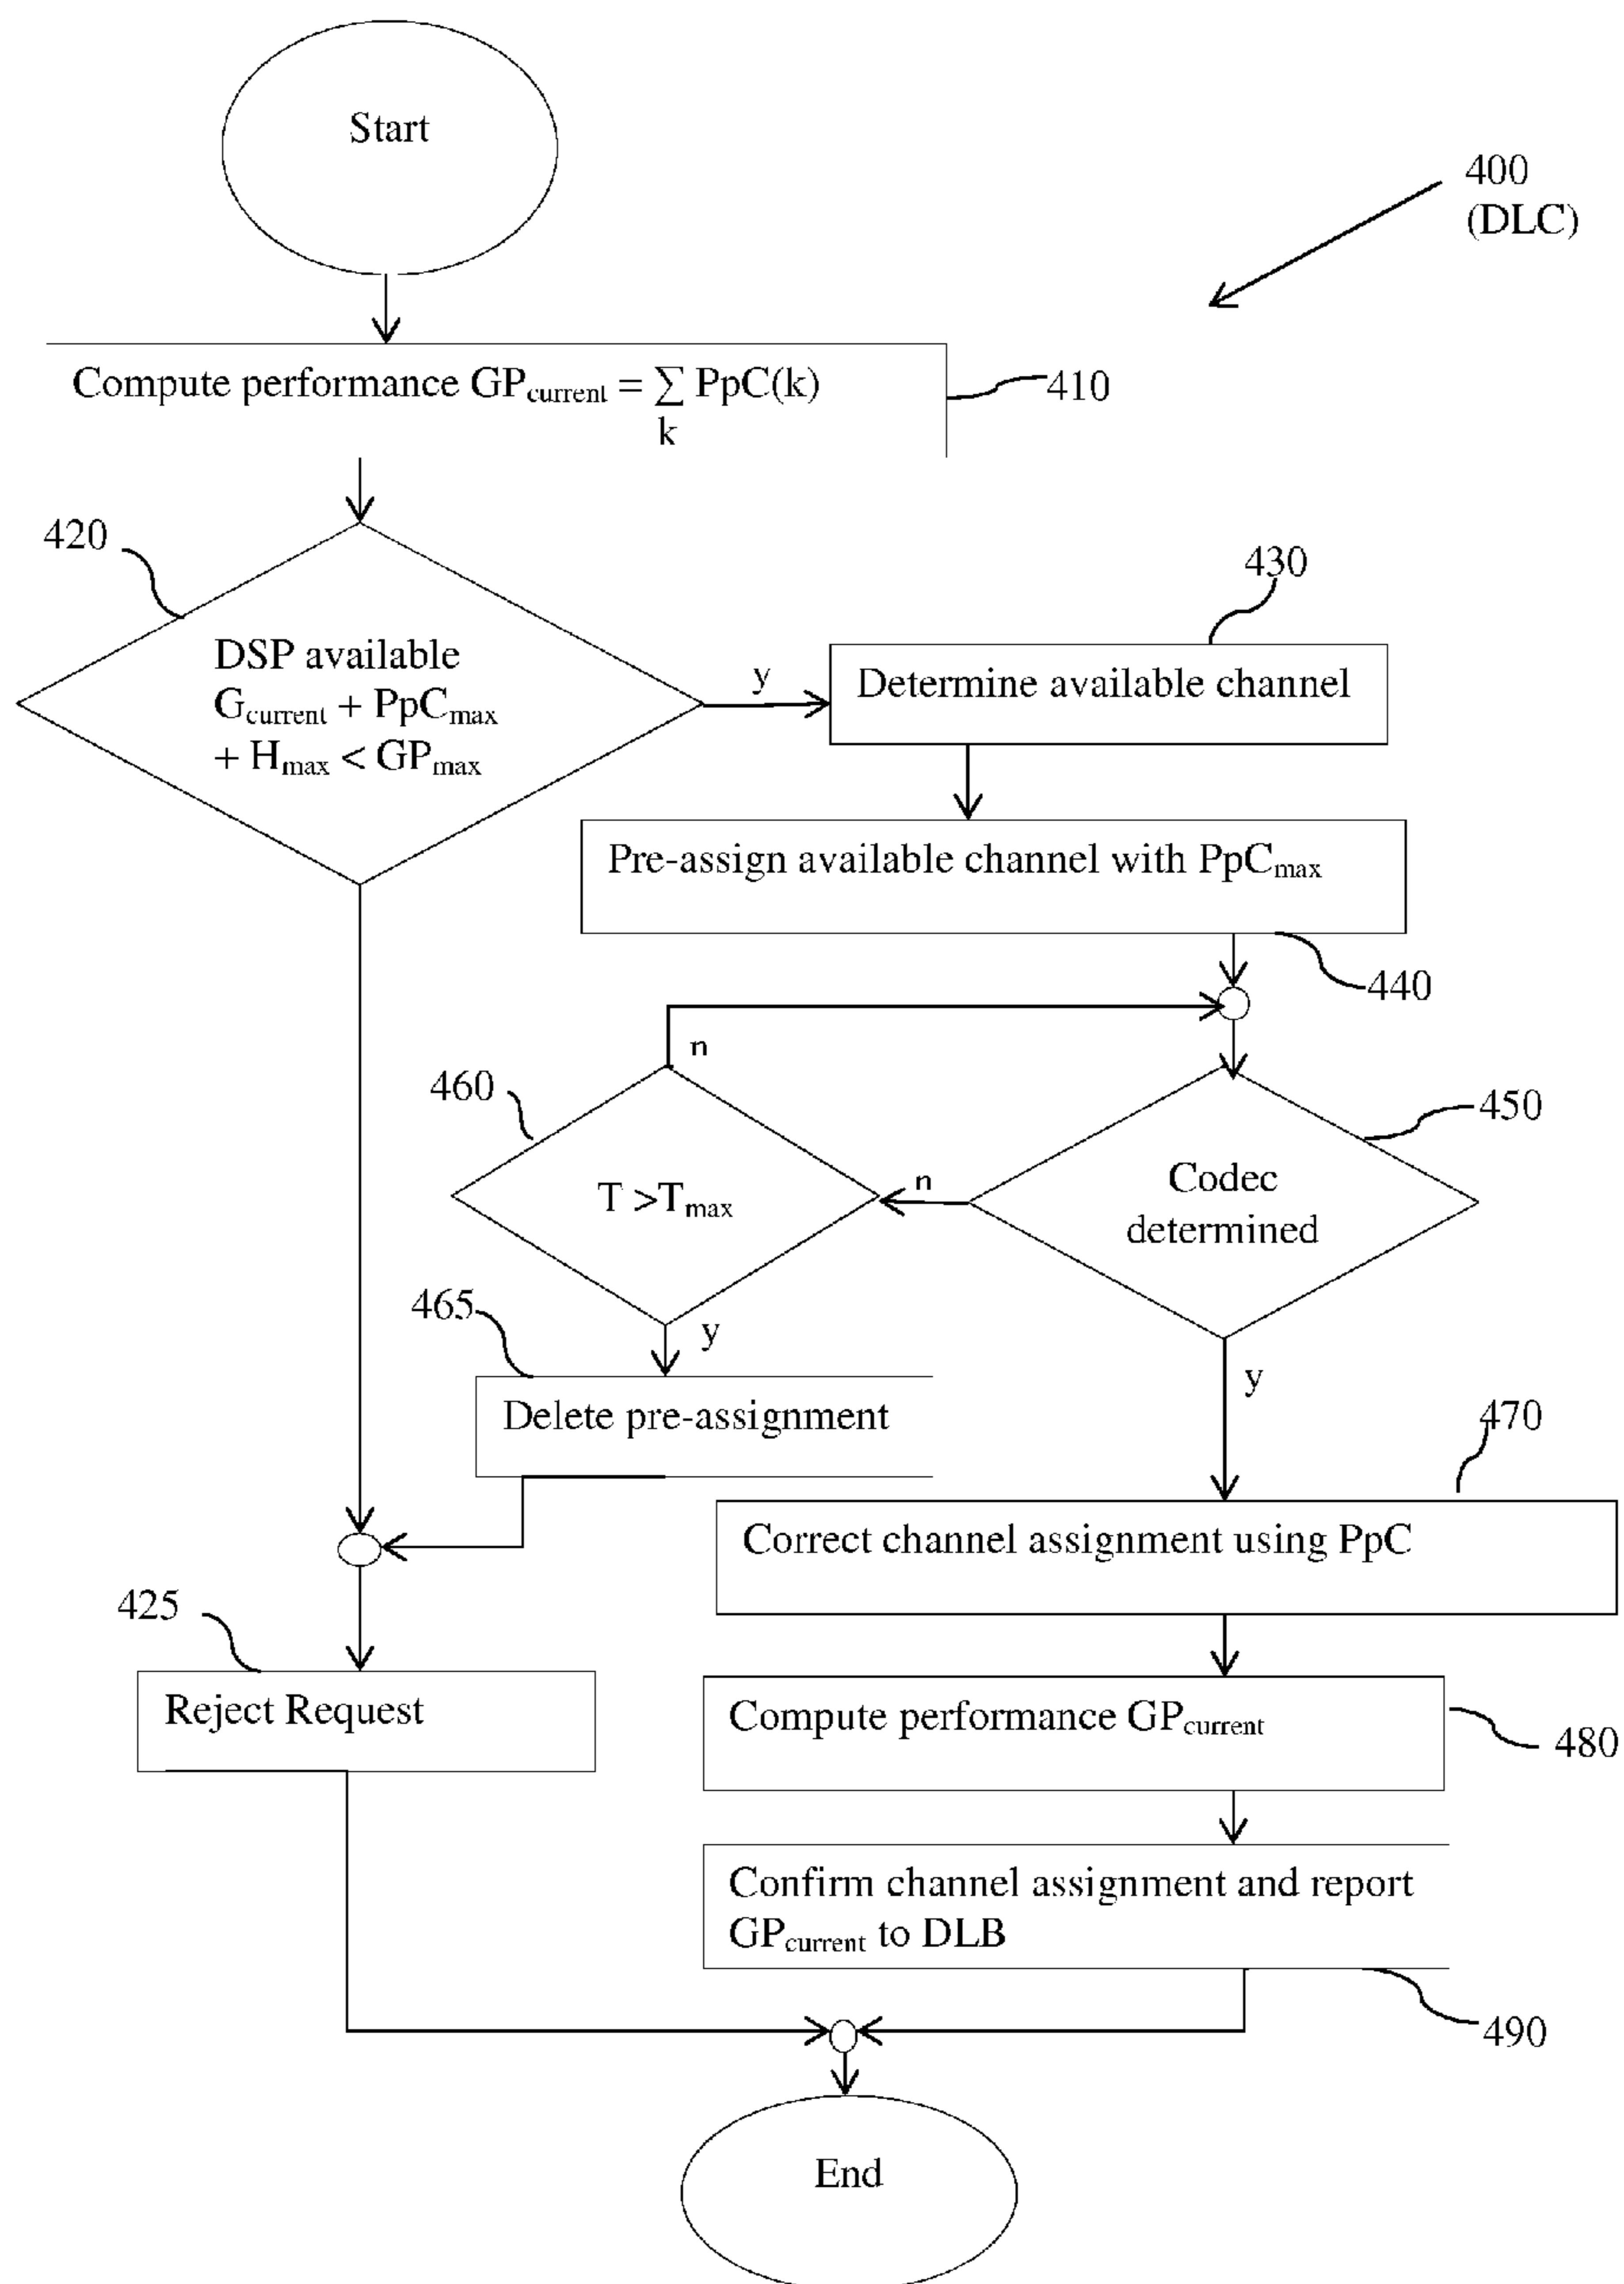 Start
400
(DLC)
Compute performance GPcurrent = ∑ PpC(k)
k
410
420
DSP available
Gcurrent + PpCmax
+ Hmax < GPmax
y
430
Determine available channel
Pre-assign available channel with PpCmax
440
n
460
T >Tmax
n
450
Codec
determined
465
y
y
Delete pre-assignment
470
Correct channel assignment using PpC
425
Reject Request
Compute performance GPcurrent
480
Confirm channel assignment and report
GPcurrent to DLB
490
End